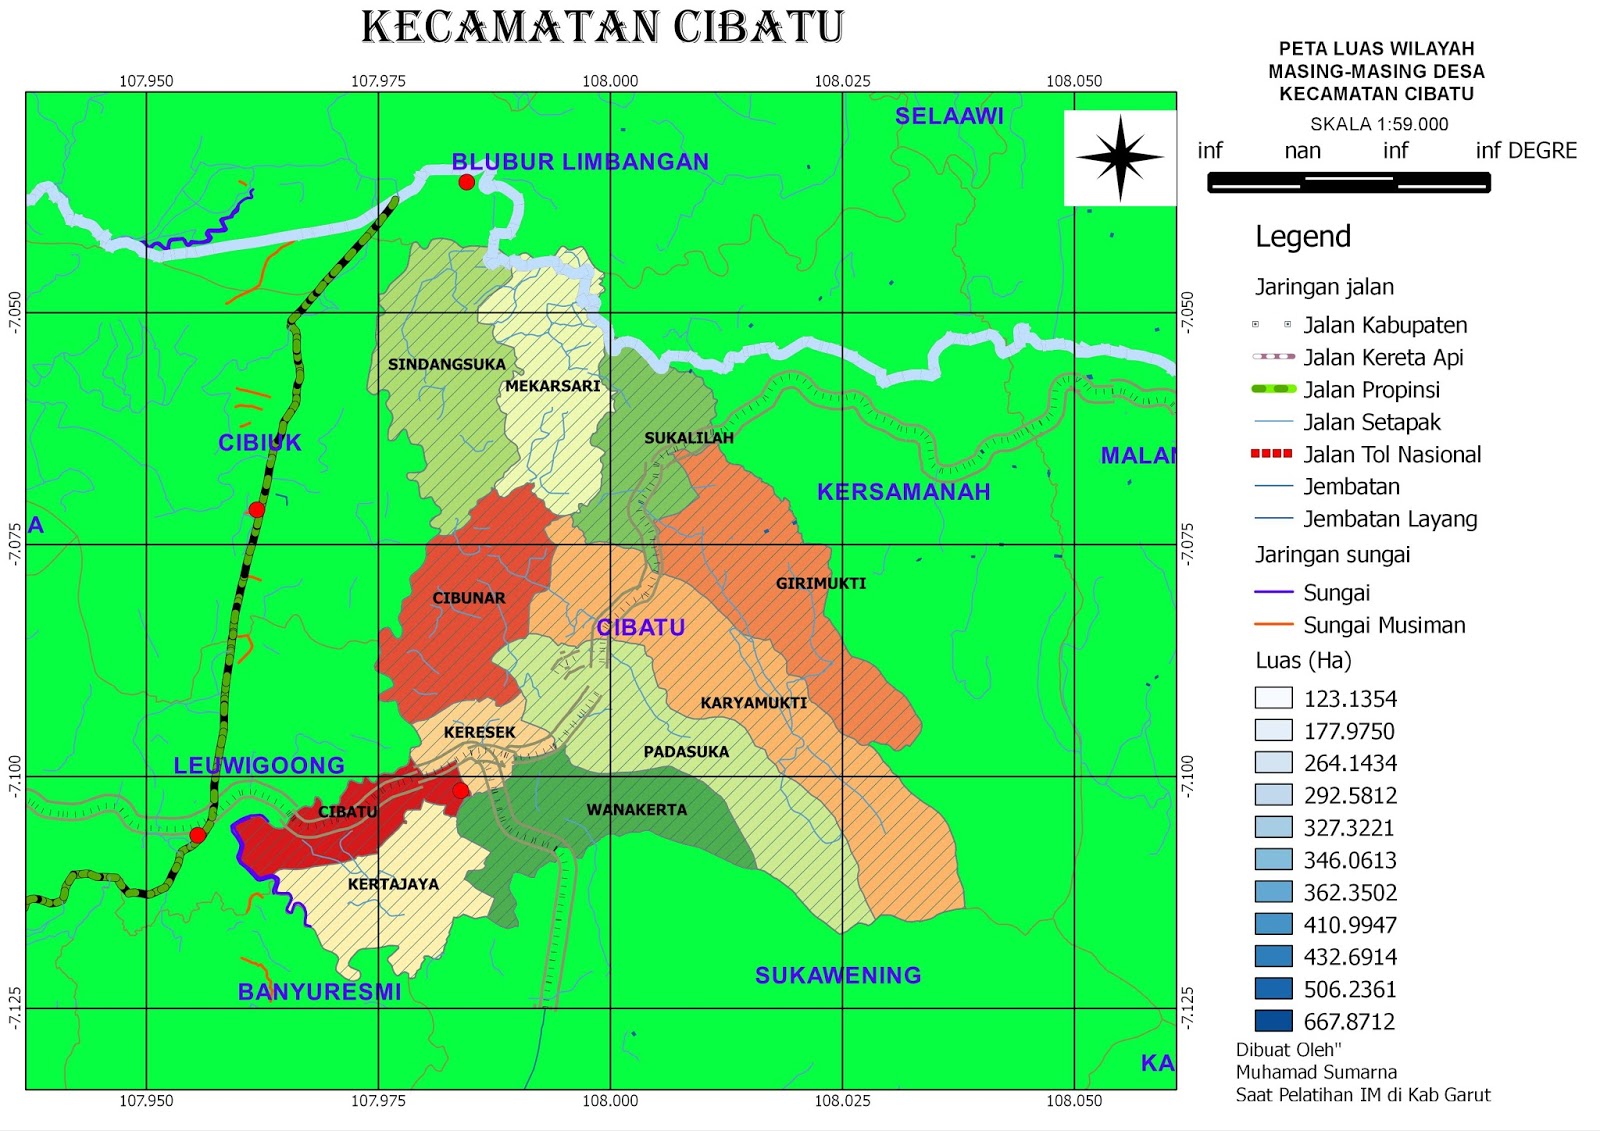 KECAMATAN CIBATU
107.950 107.975 108.000 108.025 108.050
PETA LUAS WILAYAH
MASING-MASING DESA
KECAMATAN CIBATU
SKALA 1:59.000
inf nan inf inf DEGRE
SELAAWI
BLUBUR LIMBANGAN
-7.050 -7.050
SINDANGSUKA
MEKARSARI
SUKALILAH
CIBIUK
MALAN
KERSAMANAH
A
-7.075 -7.075
GIRIMUKTI
CIBUNAR
CIBATU
KARYAMUKTI
KERESEK
PADASUKA
LEUWIGOONG
-7.100 -7.100
CIBATU
WANAKERTA
KERTAJAYA
SUKAWENING
BANYURESMI
-7.125 -7.125
KA
107.950 107.975 108.000 108.025 108.050
Legend
Jaringan jalan
Jalan Kabupaten
Jalan Kereta Api
Jalan Propinsi
Jalan Setapak
Jalan Tol Nasional
Jembatan
Jembatan Layang
Jaringan sungai
Sungai
Sungai Musiman
Luas (Ha)
123.1354
177.9750
264.1434
292.5812
327.3221
346.0613
362.3502
410.9947
432.6914
506.2361
667.8712
Dibuat Oleh"
Muhamad Sumarna
Saat Pelatihan IM di Kab Garut